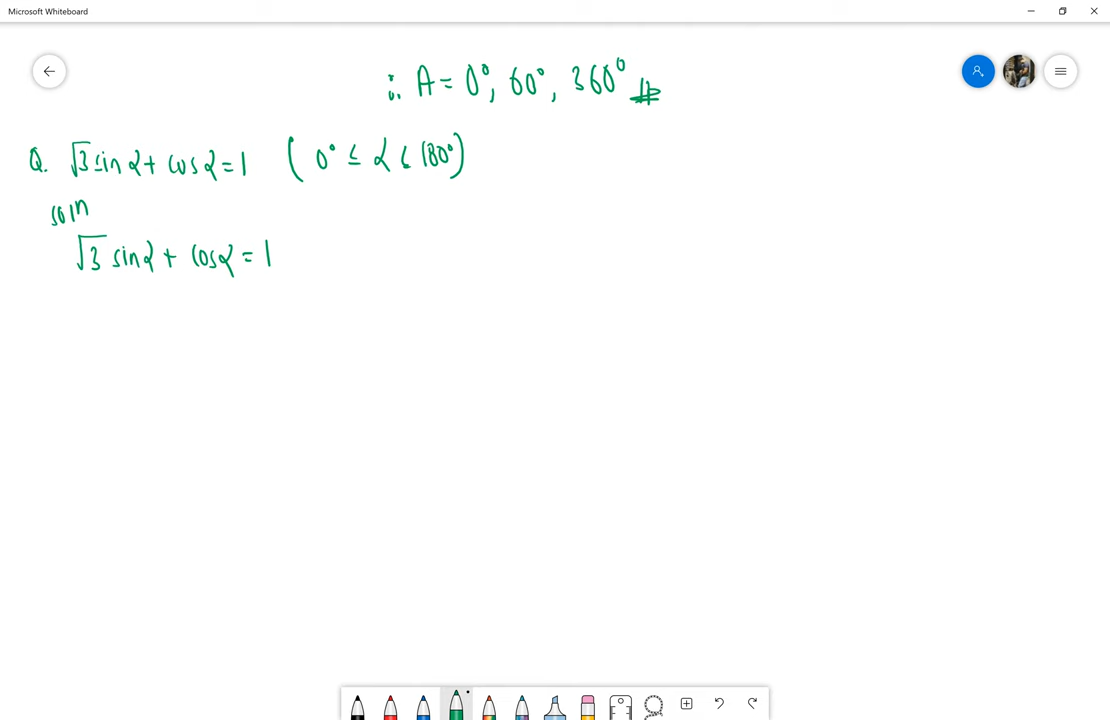 Microsoft Whiteboard
∴ A = 0°, 60°, 360°
Q. √3 sin α + cos α = 1 ( 0° ≤ α ≤ 180° )
soln
√3 sin α + cos α = 1